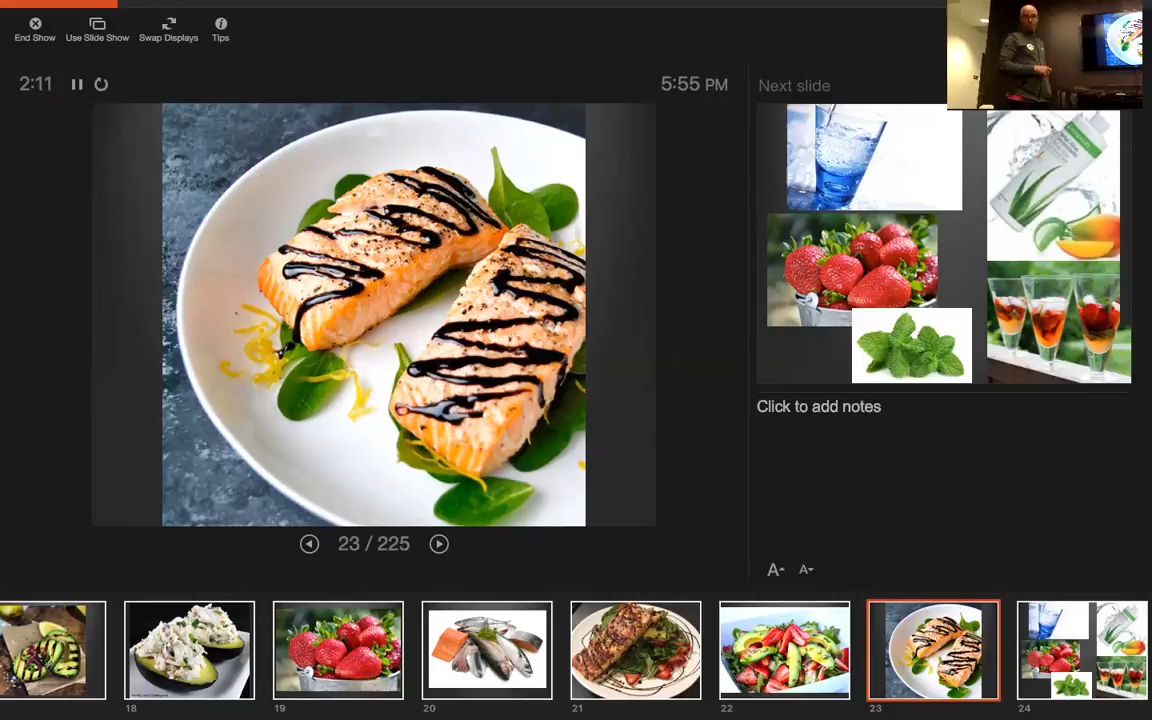 End Show
Use Slide Show
Swap Displays
Tips
2:11
5:55 PM
Next slide
Click to add notes
23 / 225
A
A
18
19
20
21
22
23
24